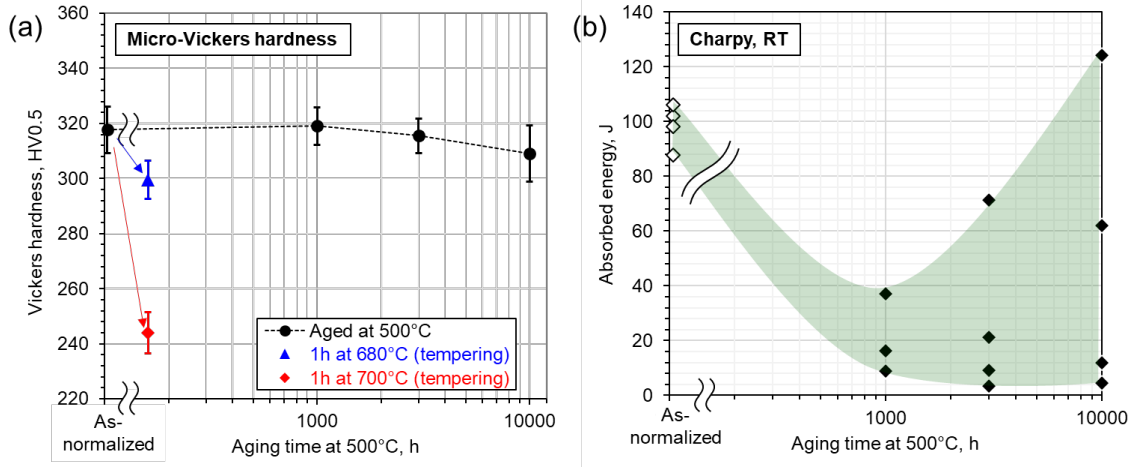 (a)
Micro-Vickers hardness
Vickers hardness, HV0.5
360
340
320
300
280
260
240
220
Aged at 500°C
1h at 680°C (tempering)
1h at 700°C (tempering)
As-
normalized
1000
10000
Aging time at 500°C, h
(b)
Charpy, RT
Absorbed energy, J
140
120
100
80
60
40
20
0
As-
normalized
1000
10000
Aging time at 500°C, h